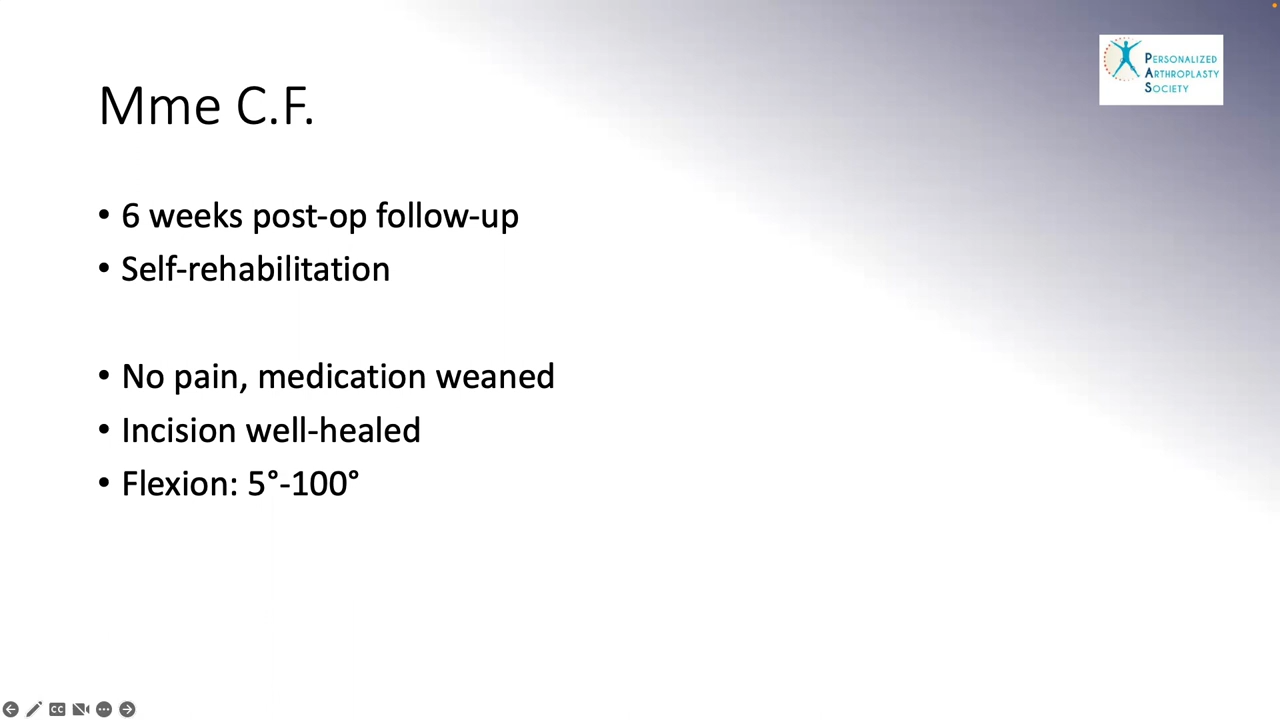 Mme C.F.
PERSONALIZED
ARTHROPLASTY
SOCIETY
• 6 weeks post-op follow-up
• Self-rehabilitation
• No pain, medication weaned
• Incision well-healed
• Flexion: 5°-100°
CC